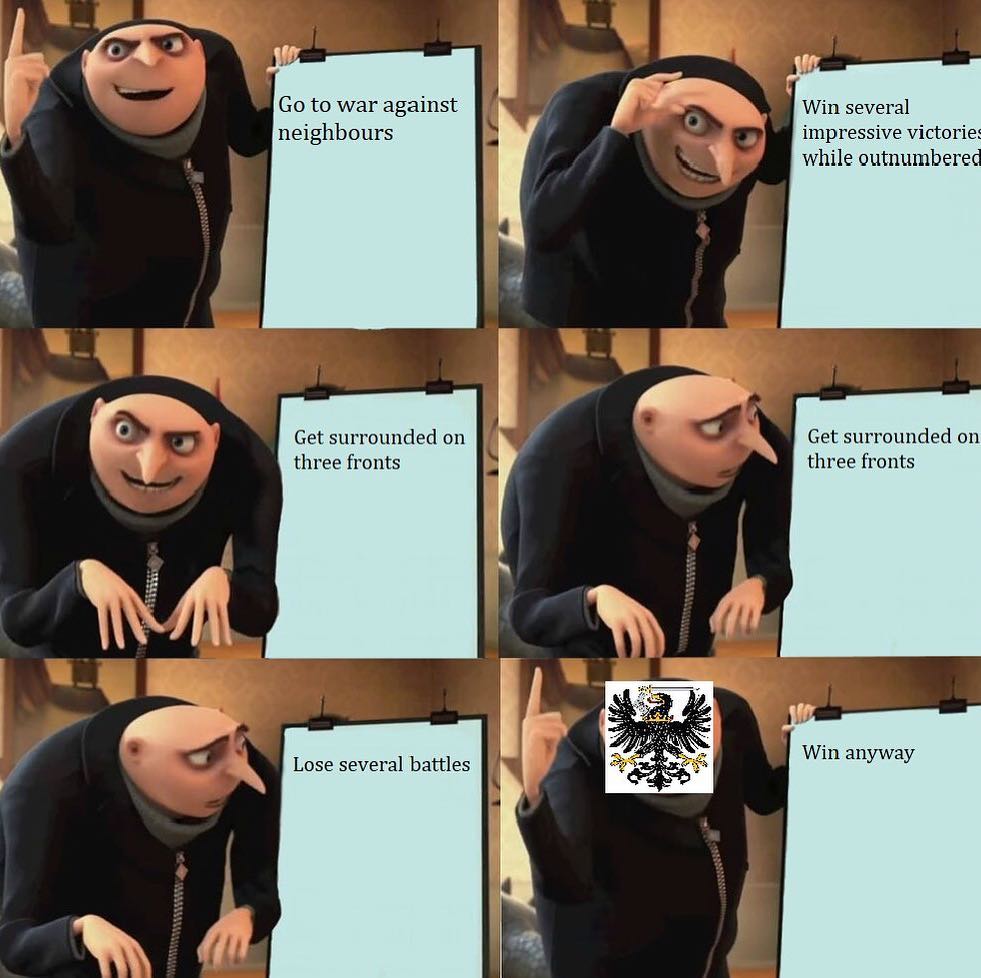 Go to war against
neighbours
Win several
impressive victories
while outnumbered
Get surrounded on
three fronts
Get surrounded on
three fronts
Lose several battles
Win anyway